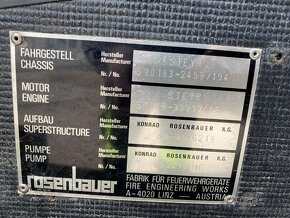 FAHRGESTELL Hersteller STEYR
CHASSIS Manufacturer
Nr./No.
MOTOR Hersteller STEYR
ENGINE Manufacturer
Nr./No.
AUFBAU Hersteller KONRAD ROSENBAUER K.G.
SUPERSTRUCTURE Manufacturer
Nr./No.
PUMPE Hersteller KONRAD ROSENBAUER K.G.
PUMP Manufacturer
Nr./No.
rosenbauer FABRIK FÜR FEUERWEHRGERÄTE
FIRE ENGINEERING WORKS
A-4020 LINZ — AUSTRIA